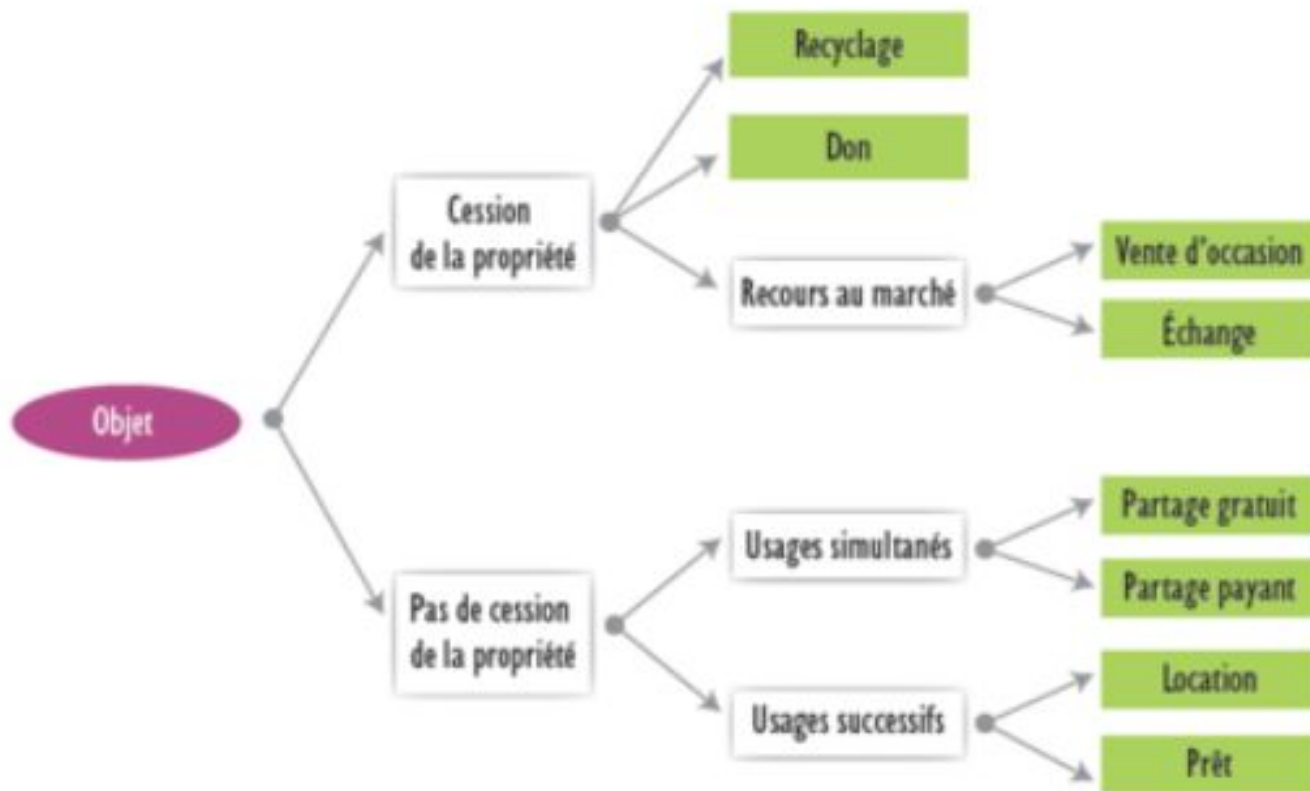 Recyclage
Don
Cession
de la propriété
Recours au marché
Vente d'occasion
Échange
Objet
Pas de cession
de la propriété
Usages simultanés
Partage gratuit
Partage payant
Usages successifs
Location
Prêt